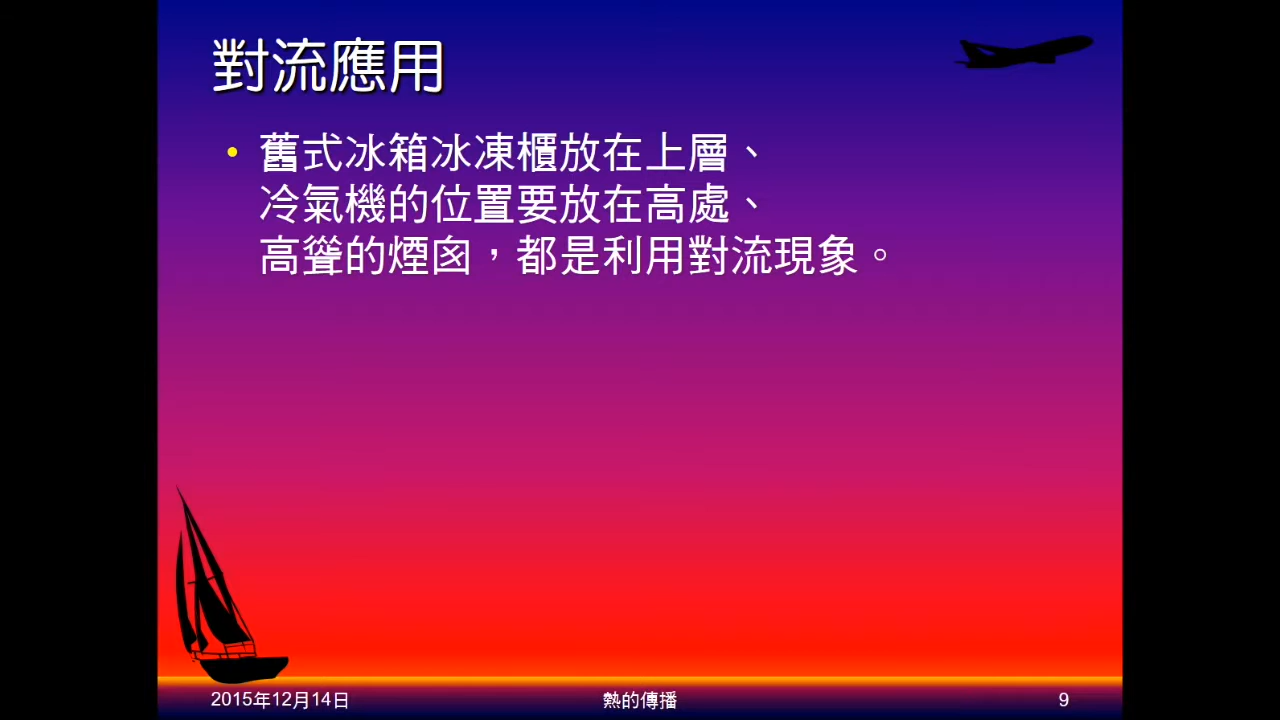 對流應用
• 舊式冰箱冰凍櫃放在上層、
冷氣機的位置要放在高處、
高聳的煙囪，都是利用對流現象。
2015年12月14日
熱的傳播
9